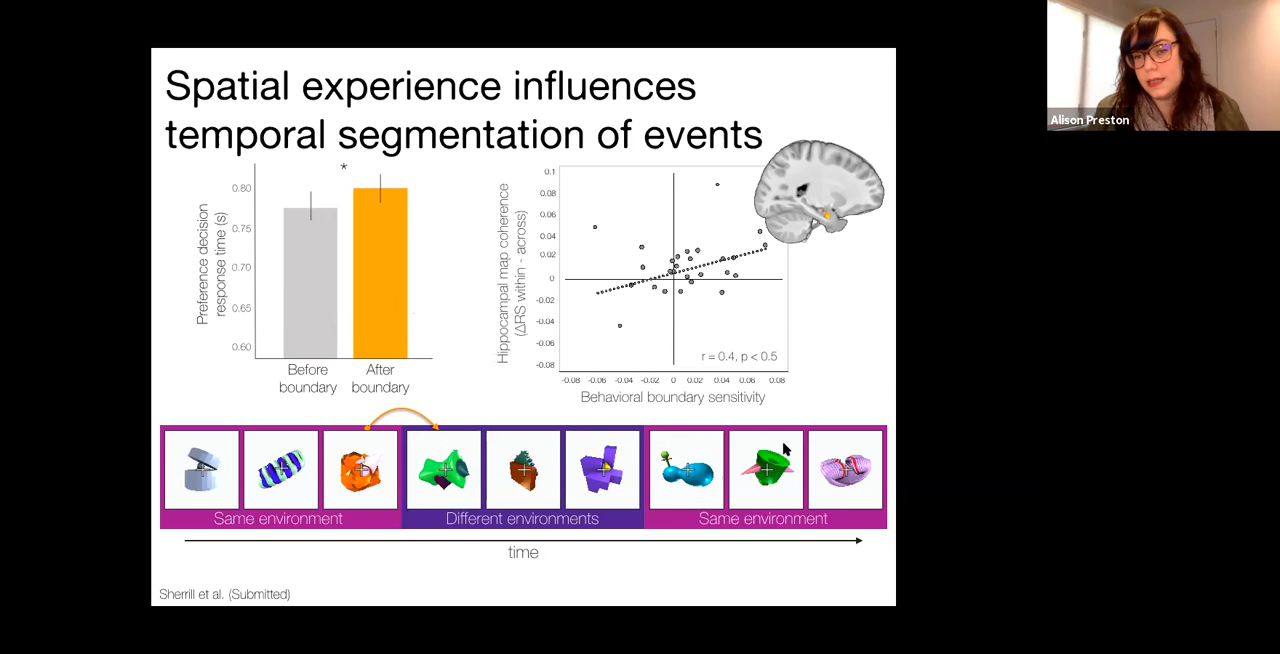 Alison Preston
Spatial experience influences
temporal segmentation of events
Preference decision
response time (s)
0.80
0.75
0.70
0.65
0.60
*
Before
boundary
After
boundary
Hippocampal map coherence
(ΔRS within - across)
0.1
0.08
0.06
0.04
0.02
0
-0.02
-0.04
-0.06
-0.08
r = 0.4, p < 0.5
-0.08 -0.06 -0.04 -0.02 0 0.02 0.04 0.06 0.08
Behavioral boundary sensitivity
Same environment
Different environments
Same environment
time
Sherrill et al. (Submitted)